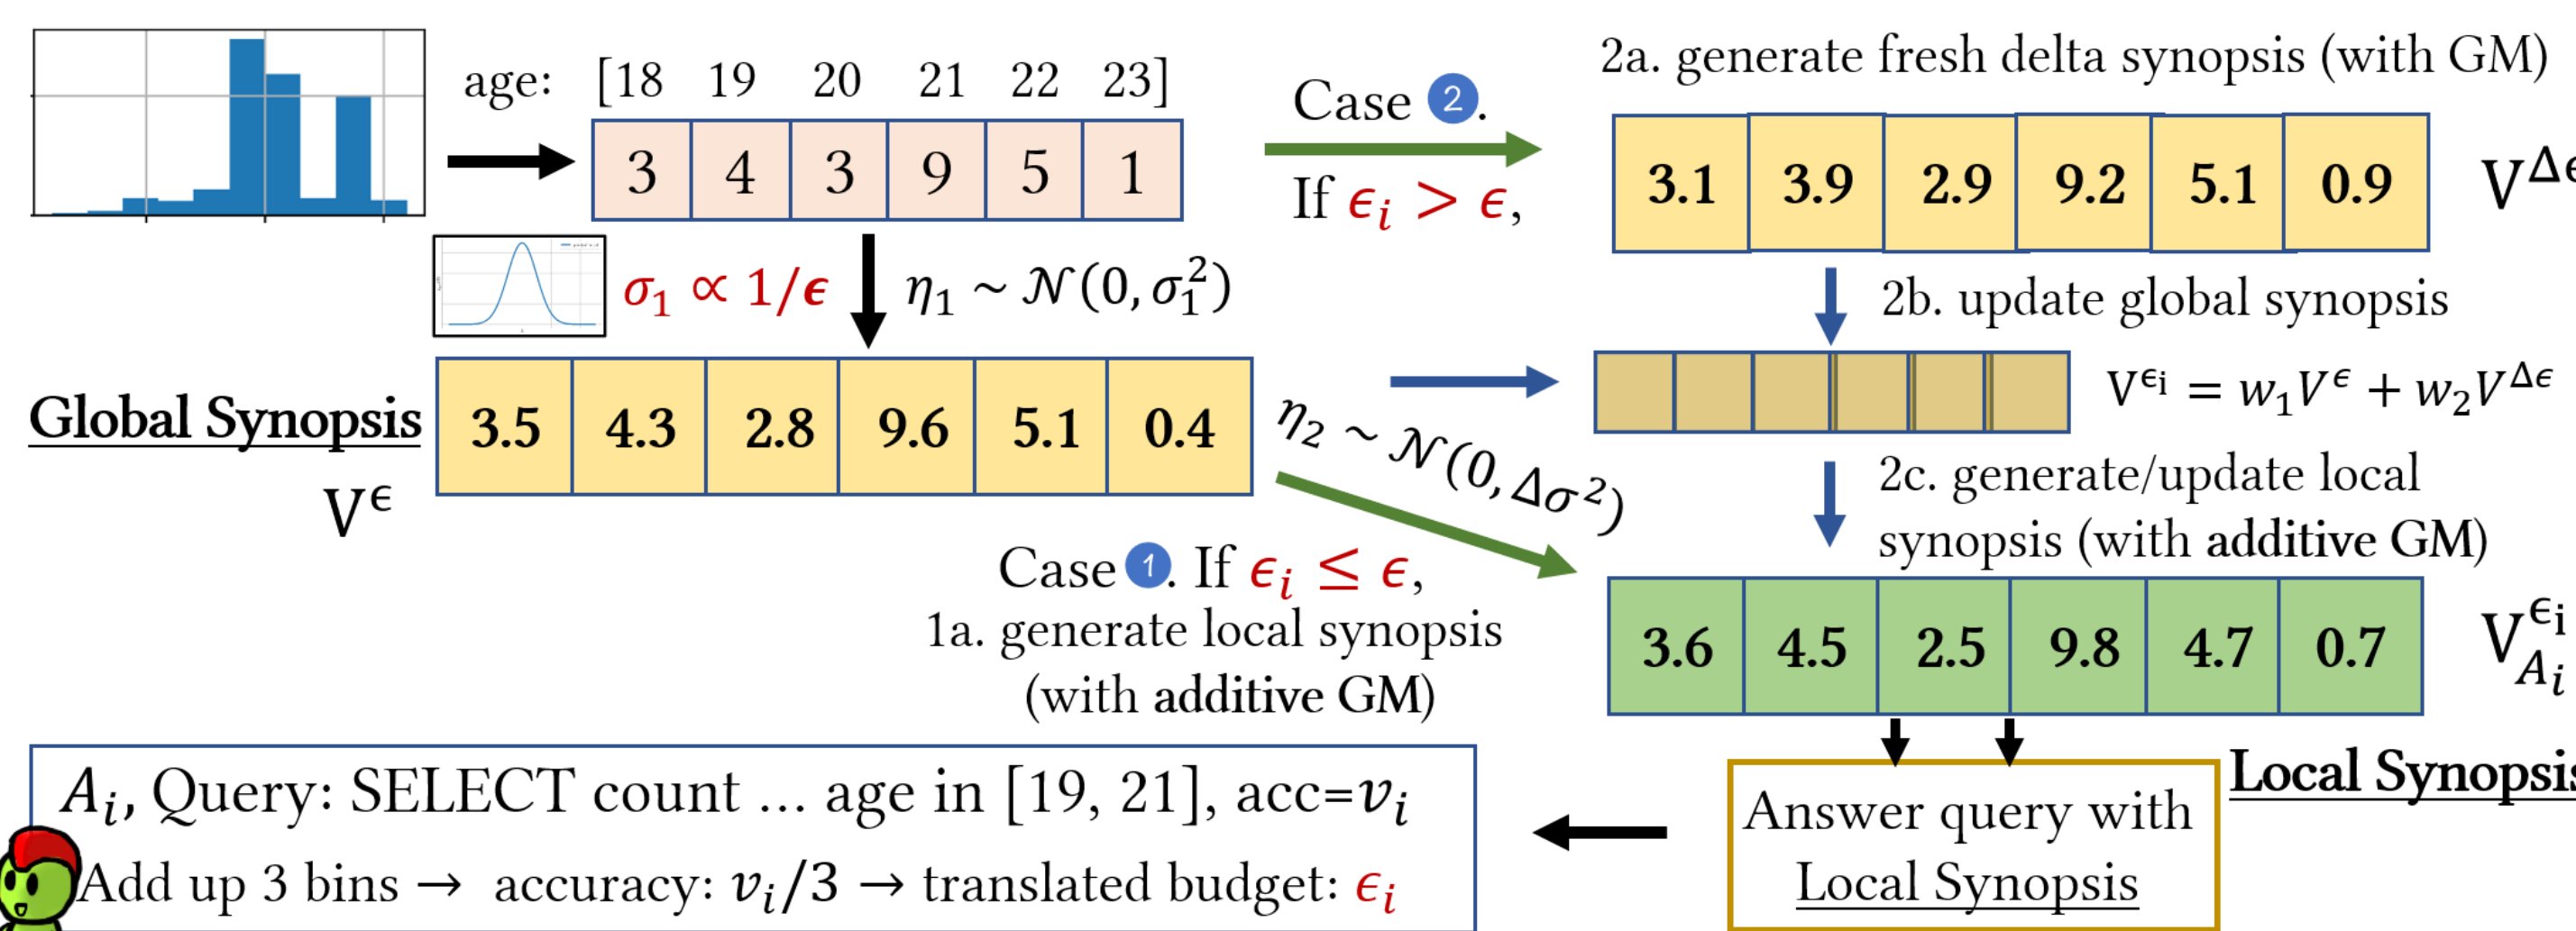 age: [18 19 20 21 22 23]
3 4 3 9 5 1
σ₁ ∝ 1/ϵ
η₁ ~ 𝒩(0, σ₁²)
Global Synopsis
V^ϵ
3.5 4.3 2.8 9.6 5.1 0.4
Case 2.
If ϵᵢ > ϵ,
2a. generate fresh delta synopsis (with GM)
3.1 3.9 2.9 9.2 5.1 0.9
V^Δϵ
2b. update global synopsis
V^ϵᵢ = w₁V^ϵ + w₂V^Δϵ
η₂ ~ 𝒩(0, Δσ²)
2c. generate/update local
synopsis (with additive GM)
Case 1. If ϵᵢ ≤ ϵ,
1a. generate local synopsis
(with additive GM)
3.6 4.5 2.5 9.8 4.7 0.7
V_Aᵢ^ϵᵢ
Local Synopsis
Answer query with
Local Synopsis
Aᵢ, Query: SELECT count ... age in [19, 21], acc=vᵢ
Add up 3 bins → accuracy: vᵢ/3 → translated budget: ϵᵢ